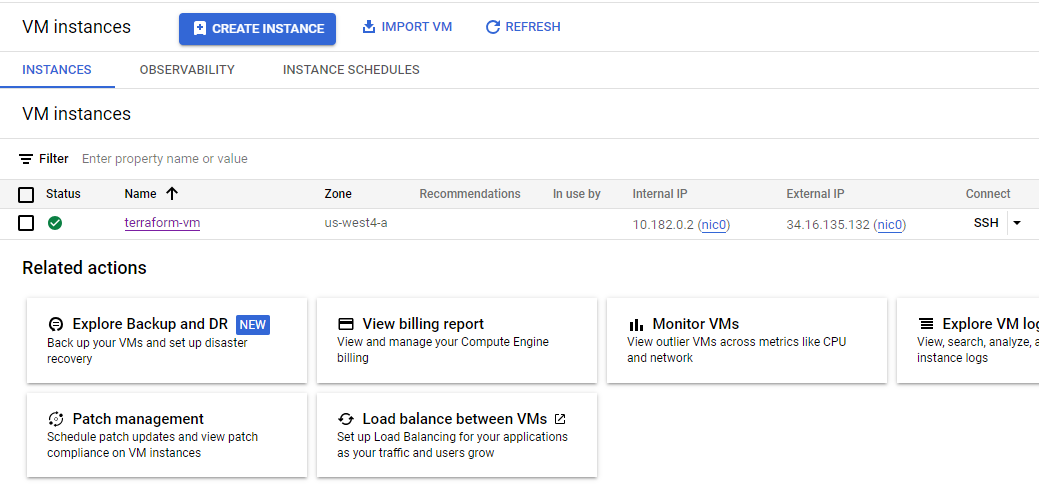 VM instances CREATE INSTANCE IMPORT VM REFRESH
INSTANCES OBSERVABILITY INSTANCE SCHEDULES
VM instances
Filter Enter property name or value
Status Name Zone Recommendations In use by Internal IP External IP Connect
terraform-vm us-west4-a 10.182.0.2 (nic0) 34.16.135.132 (nic0) SSH
Related actions
Explore Backup and DR NEW
Back up your VMs and set up disaster
recovery
View billing report
View and manage your Compute Engine
billing
Monitor VMs
View outlier VMs across metrics like CPU
and network
Explore VM log
View, search, analyze, a
instance logs
Patch management
Schedule patch updates and view patch
compliance on VM instances
Load balance between VMs
Set up Load Balancing for your applications
as your traffic and users grow